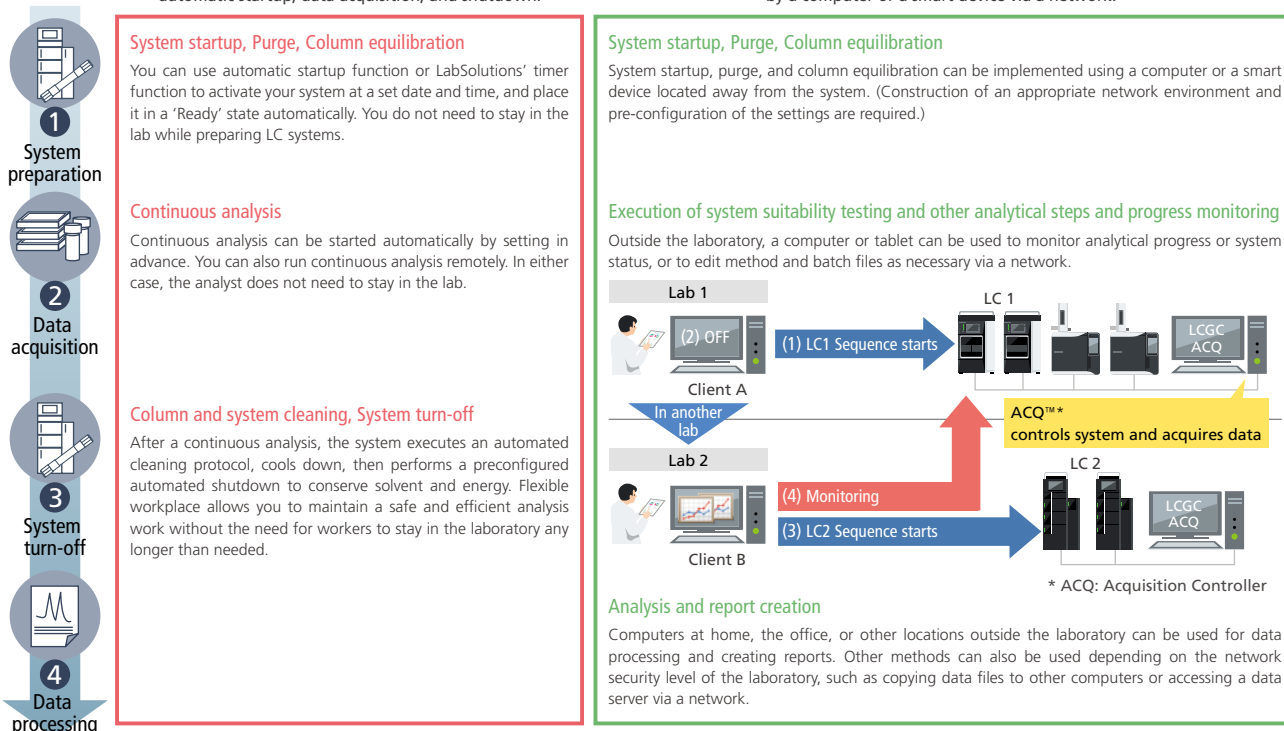 automatic startup, data acquisition, and shutdown.
by a computer or a smart device via a network.
1
System
preparation
2
Data
acquisition
3
System
turn-off
4
Data
processing
System startup, Purge, Column equilibration
You can use automatic startup function or LabSolutions' timer
function to activate your system at a set date and time, and place
it in a 'Ready' state automatically. You do not need to stay in the
lab while preparing LC systems.
Continuous analysis
Continuous analysis can be started automatically by setting in
advance. You can also run continuous analysis remotely. In either
case, the analyst does not need to stay in the lab.
Column and system cleaning, System turn-off
After a continuous analysis, the system executes an automated
cleaning protocol, cools down, then performs a preconfigured
automated shutdown to conserve solvent and energy. Flexible
workplace allows you to maintain a safe and efficient analysis
work without the need for workers to stay in the laboratory any
longer than needed.
System startup, Purge, Column equilibration
System startup, purge, and column equilibration can be implemented using a computer or a smart
device located away from the system. (Construction of an appropriate network environment and
pre-configuration of the settings are required.)
Execution of system suitability testing and other analytical steps and progress monitoring
Outside the laboratory, a computer or tablet can be used to monitor analytical progress or system
status, or to edit method and batch files as necessary via a network.
Lab 1
(2) OFF
Client A
(1) LC1 Sequence starts
LC 1
LCGC
ACQ
In another
lab
ACQ™*
controls system and acquires data
Lab 2
Client B
(4) Monitoring
(3) LC2 Sequence starts
LC 2
LCGC
ACQ
* ACQ: Acquisition Controller
Analysis and report creation
Computers at home, the office, or other locations outside the laboratory can be used for data
processing and creating reports. Other methods can also be used depending on the network
security level of the laboratory, such as copying data files to other computers or accessing a data
server via a network.